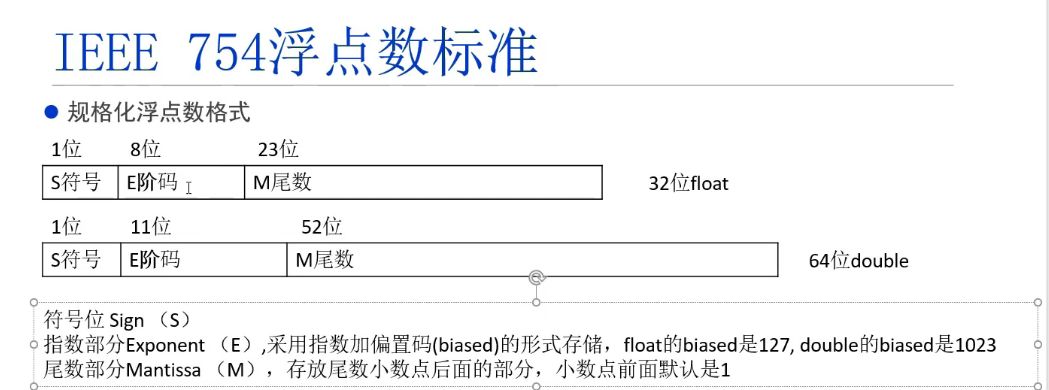 IEEE 754浮点数标准
规格化浮点数格式
1位 8位 23位
S符号 E阶码 M尾数 32位float
1位 11位 52位
S符号 E阶码 M尾数 64位double
符号位 Sign （S）
指数部分Exponent （E）,采用指数加偏置码(biased)的形式存储，float的biased是127, double的biased是1023
尾数部分Mantissa （M），存放尾数小数点后面的部分，小数点前面默认是1